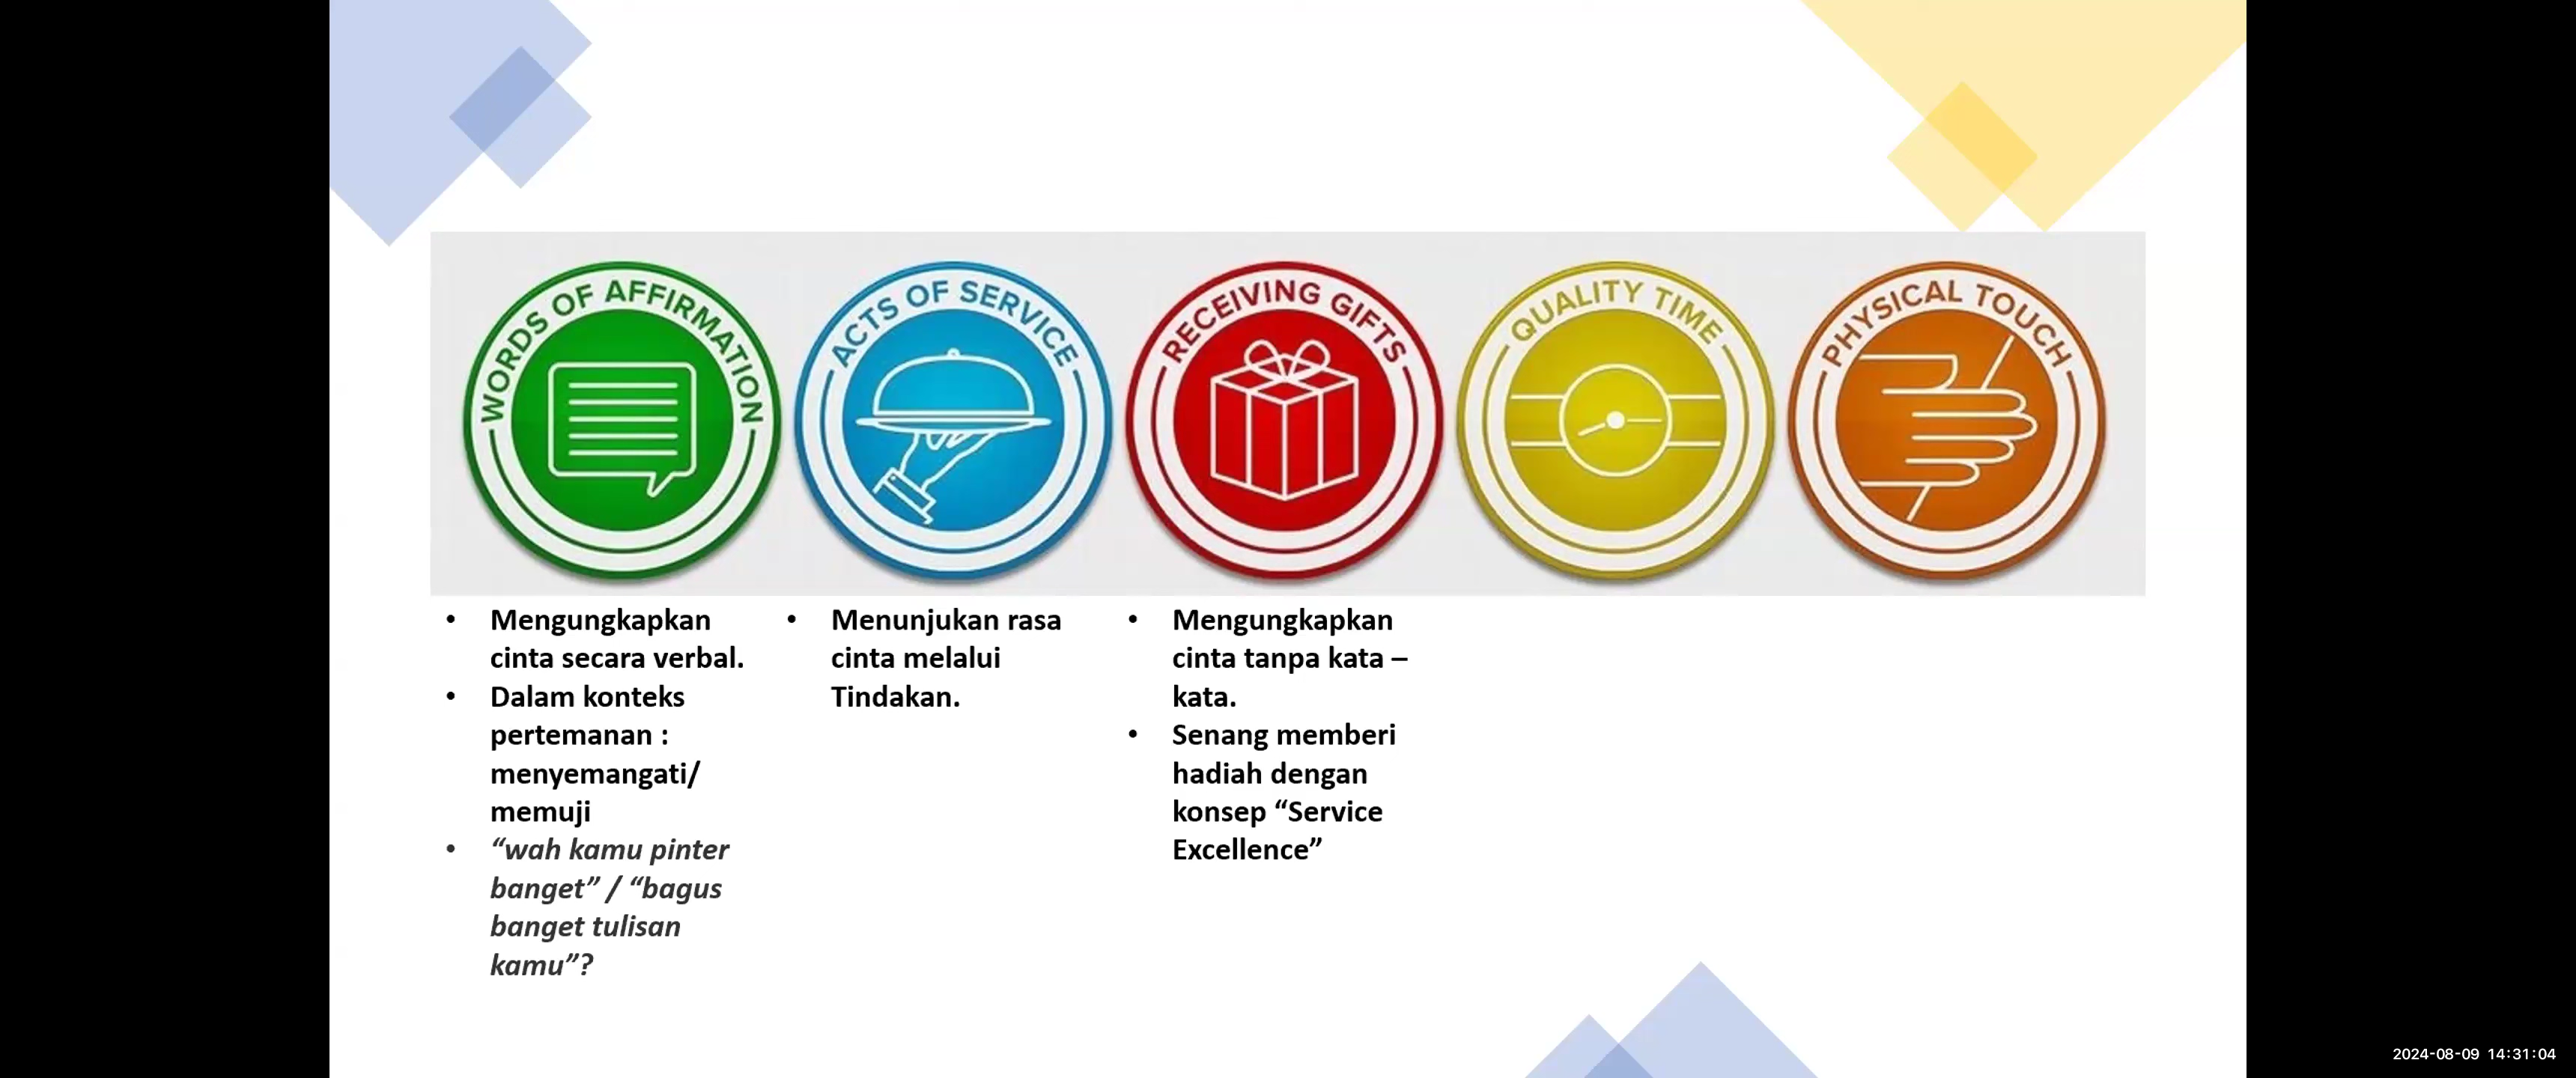 WORDS OF AFFIRMATION
ACTS OF SERVICE
RECEIVING GIFTS
QUALITY TIME
PHYSICAL TOUCH
• Mengungkapkan
cinta secara verbal.
• Dalam konteks
pertemanan :
menyemangati/
memuji
• “wah kamu pinter
banget” / “bagus
banget tulisan
kamu”?
• Menunjukan rasa
cinta melalui
Tindakan.
• Mengungkapkan
cinta tanpa kata –
kata.
• Senang memberi
hadiah dengan
konsep “Service
Excellence”
2024-08-09 14:31:04